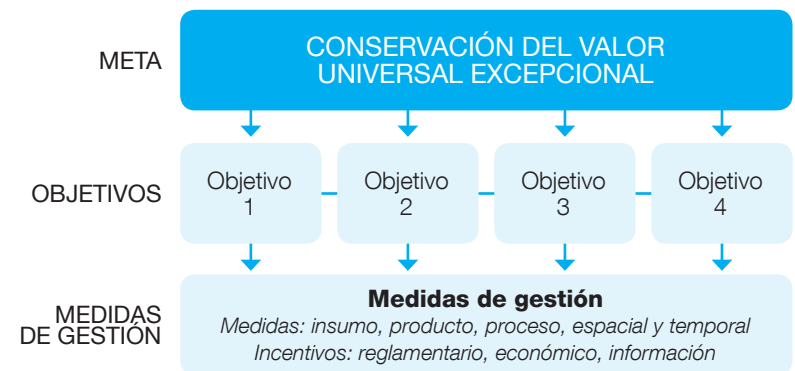 META
CONSERVACIÓN DEL VALOR
UNIVERSAL EXCEPCIONAL
OBJETIVOS
Objetivo
1
Objetivo
2
Objetivo
3
Objetivo
4
MEDIDAS
DE GESTIÓN
Medidas de gestión
Medidas: insumo, producto, proceso, espacial y temporal
Incentivos: reglamentario, económico, información